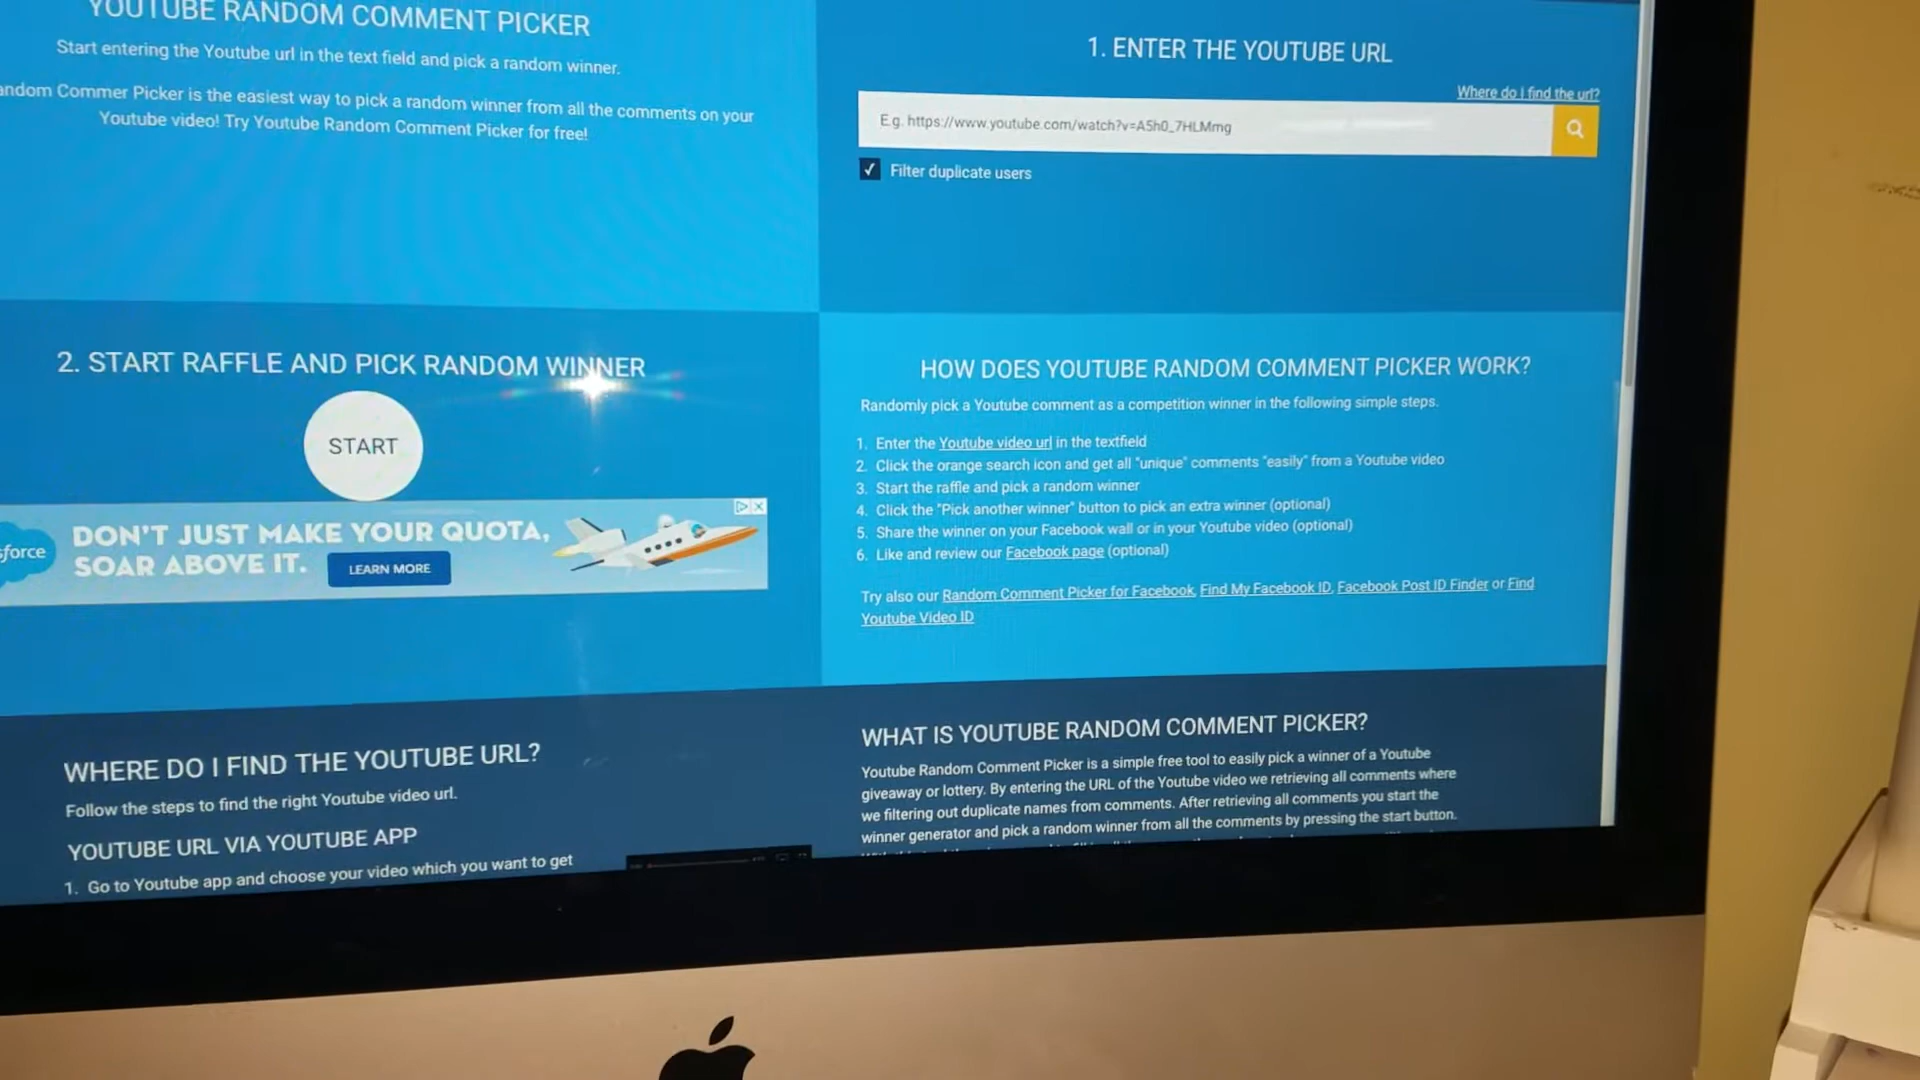 YOUTUBE RANDOM COMMENT PICKER
Start entering the Youtube url in the text field and pick a random winner.
andom Commer Picker is the easiest way to pick a random winner from all the comments on your
Youtube video! Try Youtube Random Comment Picker for free!
1. ENTER THE YOUTUBE URL
Where do I find the url?
E.g. https://www.youtube.com/watch?v=A5h0_7HLMmg
Filter duplicate users
2. START RAFFLE AND PICK RANDOM WINNER
START
sforce
DON'T JUST MAKE YOUR QUOTA,
SOAR ABOVE IT.
LEARN MORE
HOW DOES YOUTUBE RANDOM COMMENT PICKER WORK?
Randomly pick a Youtube comment as a competition winner in the following simple steps.
1. Enter the Youtube video url in the textfield
2. Click the orange search icon and get all "unique" comments "easily" from a Youtube video
3. Start the raffle and pick a random winner
4. Click the "Pick another winner" button to pick an extra winner (optional)
5. Share the winner on your Facebook wall or in your Youtube video (optional)
6. Like and review our Facebook page (optional)
Try also our Random Comment Picker for Facebook, Find My Facebook ID, Facebook Post ID Finder or Find
Youtube Video ID
WHERE DO I FIND THE YOUTUBE URL?
Follow the steps to find the right Youtube video url.
YOUTUBE URL VIA YOUTUBE APP
1. Go to Youtube app and choose your video which you want to get
WHAT IS YOUTUBE RANDOM COMMENT PICKER?
Youtube Random Comment Picker is a simple free tool to easily pick a winner of a Youtube
giveaway or lottery. By entering the URL of the Youtube video we retrieving all comments where
we filtering out duplicate names from comments. After retrieving all comments you start the
winner generator and pick a random winner from all the comments by pressing the start button.